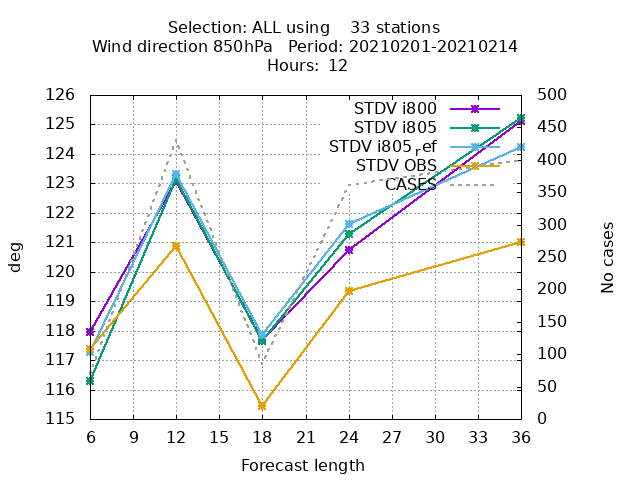 Selection: ALL using    33 stations
Wind direction 850hPa   Period: 20210201-20210214
Hours: 12
126 500
125 450
124 400
123 350
122 300
121 250
120 200
119 150
118 100
117 50
116 0
115
STDV i800
STDV i805
STDV i805ref
STDV OBS
CASES
deg
No cases
6 9 12 15 18 21 24 27 30 33 36
Forecast length